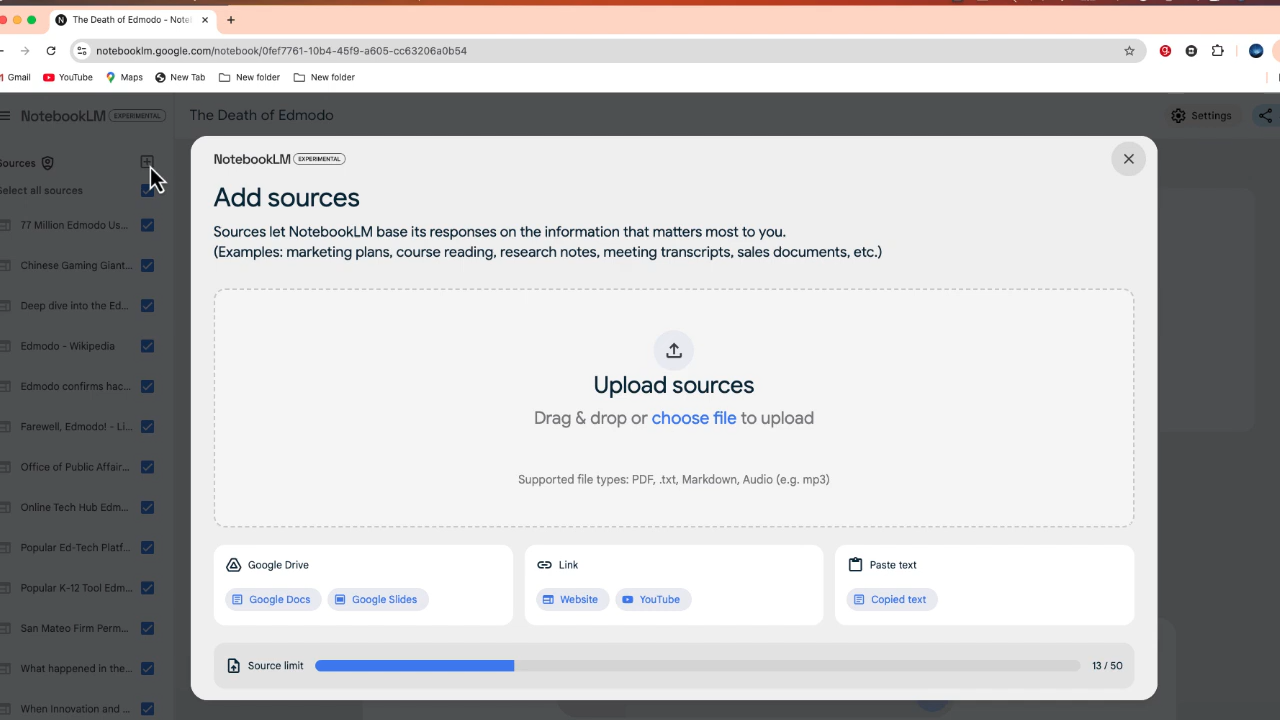 The Death of Edmodo - Note
notebooklm.google.com/notebook/0fef7761-10b4-45f9-a605-cc63206a0b54
Gmail YouTube Maps New Tab New folder New folder
NotebookLM EXPERIMENTAL The Death of Edmodo Settings
Sources
Select all sources
77 Million Edmodo Us...
Chinese Gaming Giant...
Deep dive into the Ed...
Edmodo - Wikipedia
Edmodo confirms hac...
Farewell, Edmodo! - Li...
Office of Public Affair...
Online Tech Hub Edm...
Popular Ed-Tech Platf...
Popular K-12 Tool Edm...
San Mateo Firm Perm...
What happened in the...
When Innovation and ...
NotebookLM EXPERIMENTAL
Add sources
Sources let NotebookLM base its responses on the information that matters most to you.
(Examples: marketing plans, course reading, research notes, meeting transcripts, sales documents, etc.)
Upload sources
Drag & drop or choose file to upload
Supported file types: PDF, .txt, Markdown, Audio (e.g. mp3)
Google Drive
Google Docs Google Slides
Link
Website YouTube
Paste text
Copied text
Source limit 13 / 50